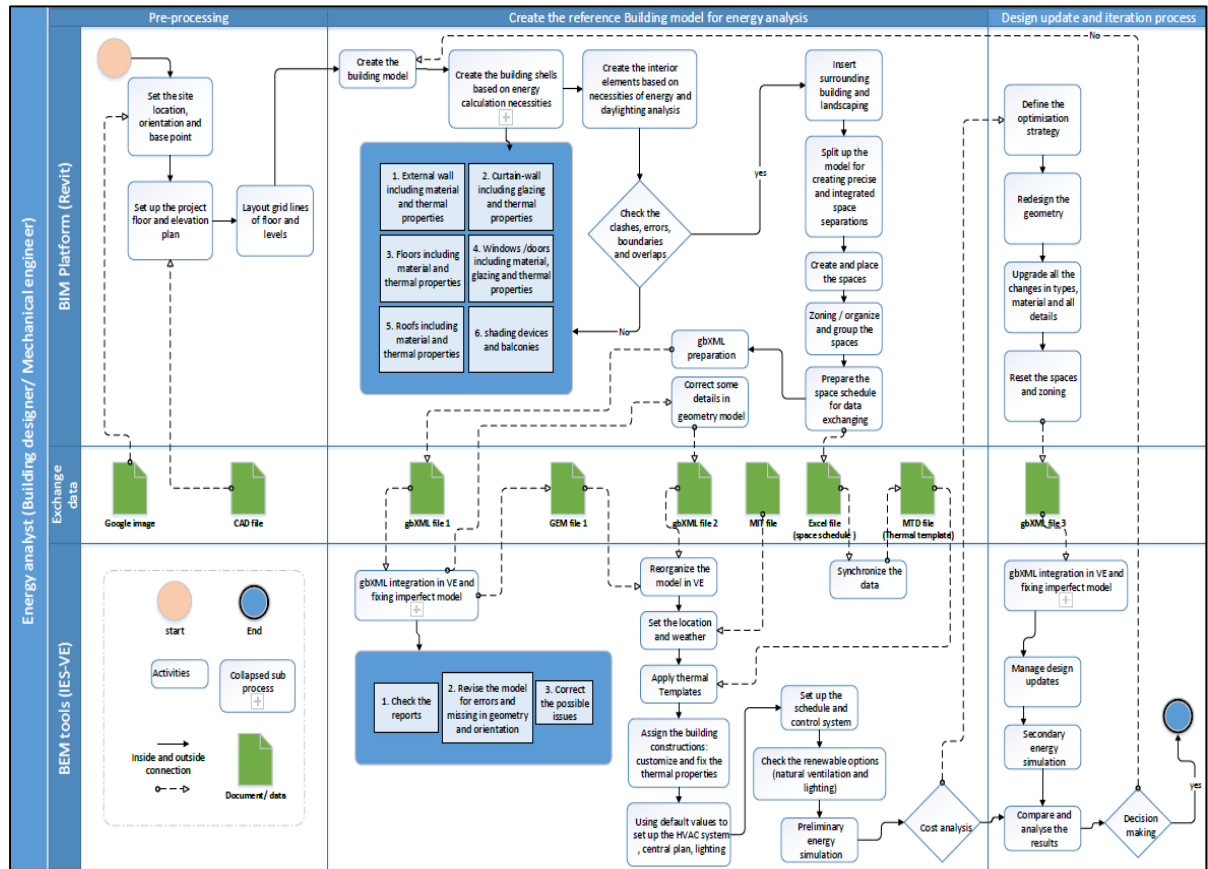 Pre-processing
Create the reference Building model for energy analysis
Design update and iteration process
Energy analyst (Building designer/ Mechanical engineer)
BIM Platform (Revit)
Set the site
location,
orientation and
base point
Set up the project
floor and elevation
plan
Layout grid lines
of floor and
levels
Create the
building model
Create the building shells
based on energy
calculation necessities
Create the interior
elements based on
necessities of energy and
daylighting analysis
1. External wall
including material
and thermal
properties
2. Curtain-wall
including glazing
and thermal
properties
3. Floors including
material and
thermal properties
4. Windows /doors
including material,
glazing and thermal
properties
5. Roofs including
material and
thermal properties
6. shading devices
and balconies
Check the
clashes, errors,
boundaries
and overlaps
yes
No
No
Insert
surrounding
building and
landscaping
Split up the
model for
creating precise
and integrated
space
separations
Create and place
the spaces
Zoning / organize
and group the
spaces
Prepare the
space schedule
for data
exchanging
gbXML
preparation
Correct some
details in
geometry model
Define the
optimisation
strategy
Redesign the
geometry
Upgrade all the
changes in types,
material and all
details
Reset the spaces
and zoning
Exchange
data
Google image
CAD file
gbXML file 1
GEM file 1
gbXML file 2
MIT file
Excel file
(space schedule )
MTD file
(Thermal template)
gbXML file 3
BEM tools (IES-VE)
start
End
Activities
Collapsed sub
process
Inside and outside
connection
Document/ data
gbXML integration in VE and
fixing imperfect model
1. Check the
reports
2. Revise the model
for errors and
missing in geometry
and orientation
3. Correct
the possible
issues
Reorganize the
model in VE
Set the location
and weather
Apply thermal
Templates
Assign the building
constructions:
customize and fix the
thermal properties
Using default values to
set up the HVAC system
, central plan, lighting
Synchronize the
data
Set up the
schedule and
control system
Check the renewable options
(natural ventilation and
lighting)
Preliminary
energy
simulation
Cost analysis
gbXML integration in VE and
fixing imperfect model
Manage design
updates
Secondary
energy
simulation
Compare and
analyse the
results
Decision
making
yes